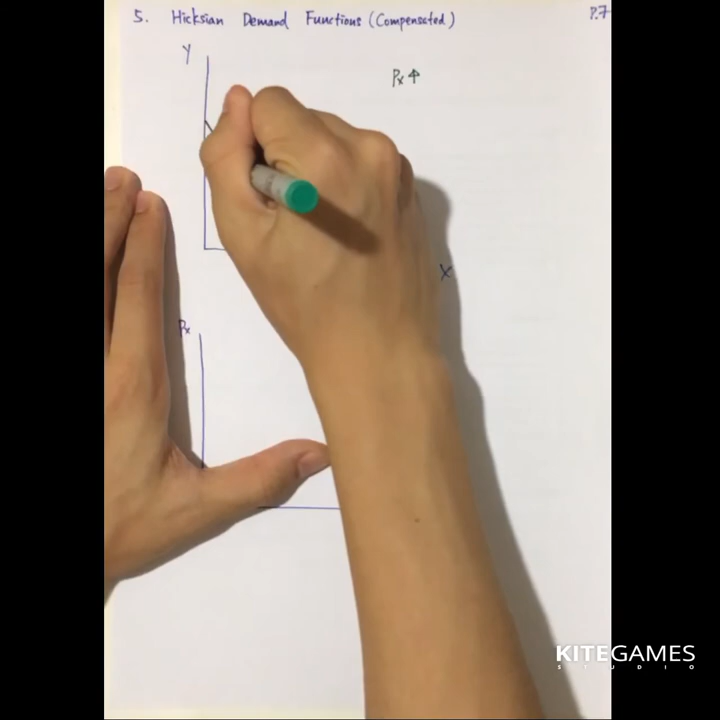 5. Hicksian Demand Functions (Compensated) P.7
Y
Px ↑
X
Px
KITEGAMES
STUDIO